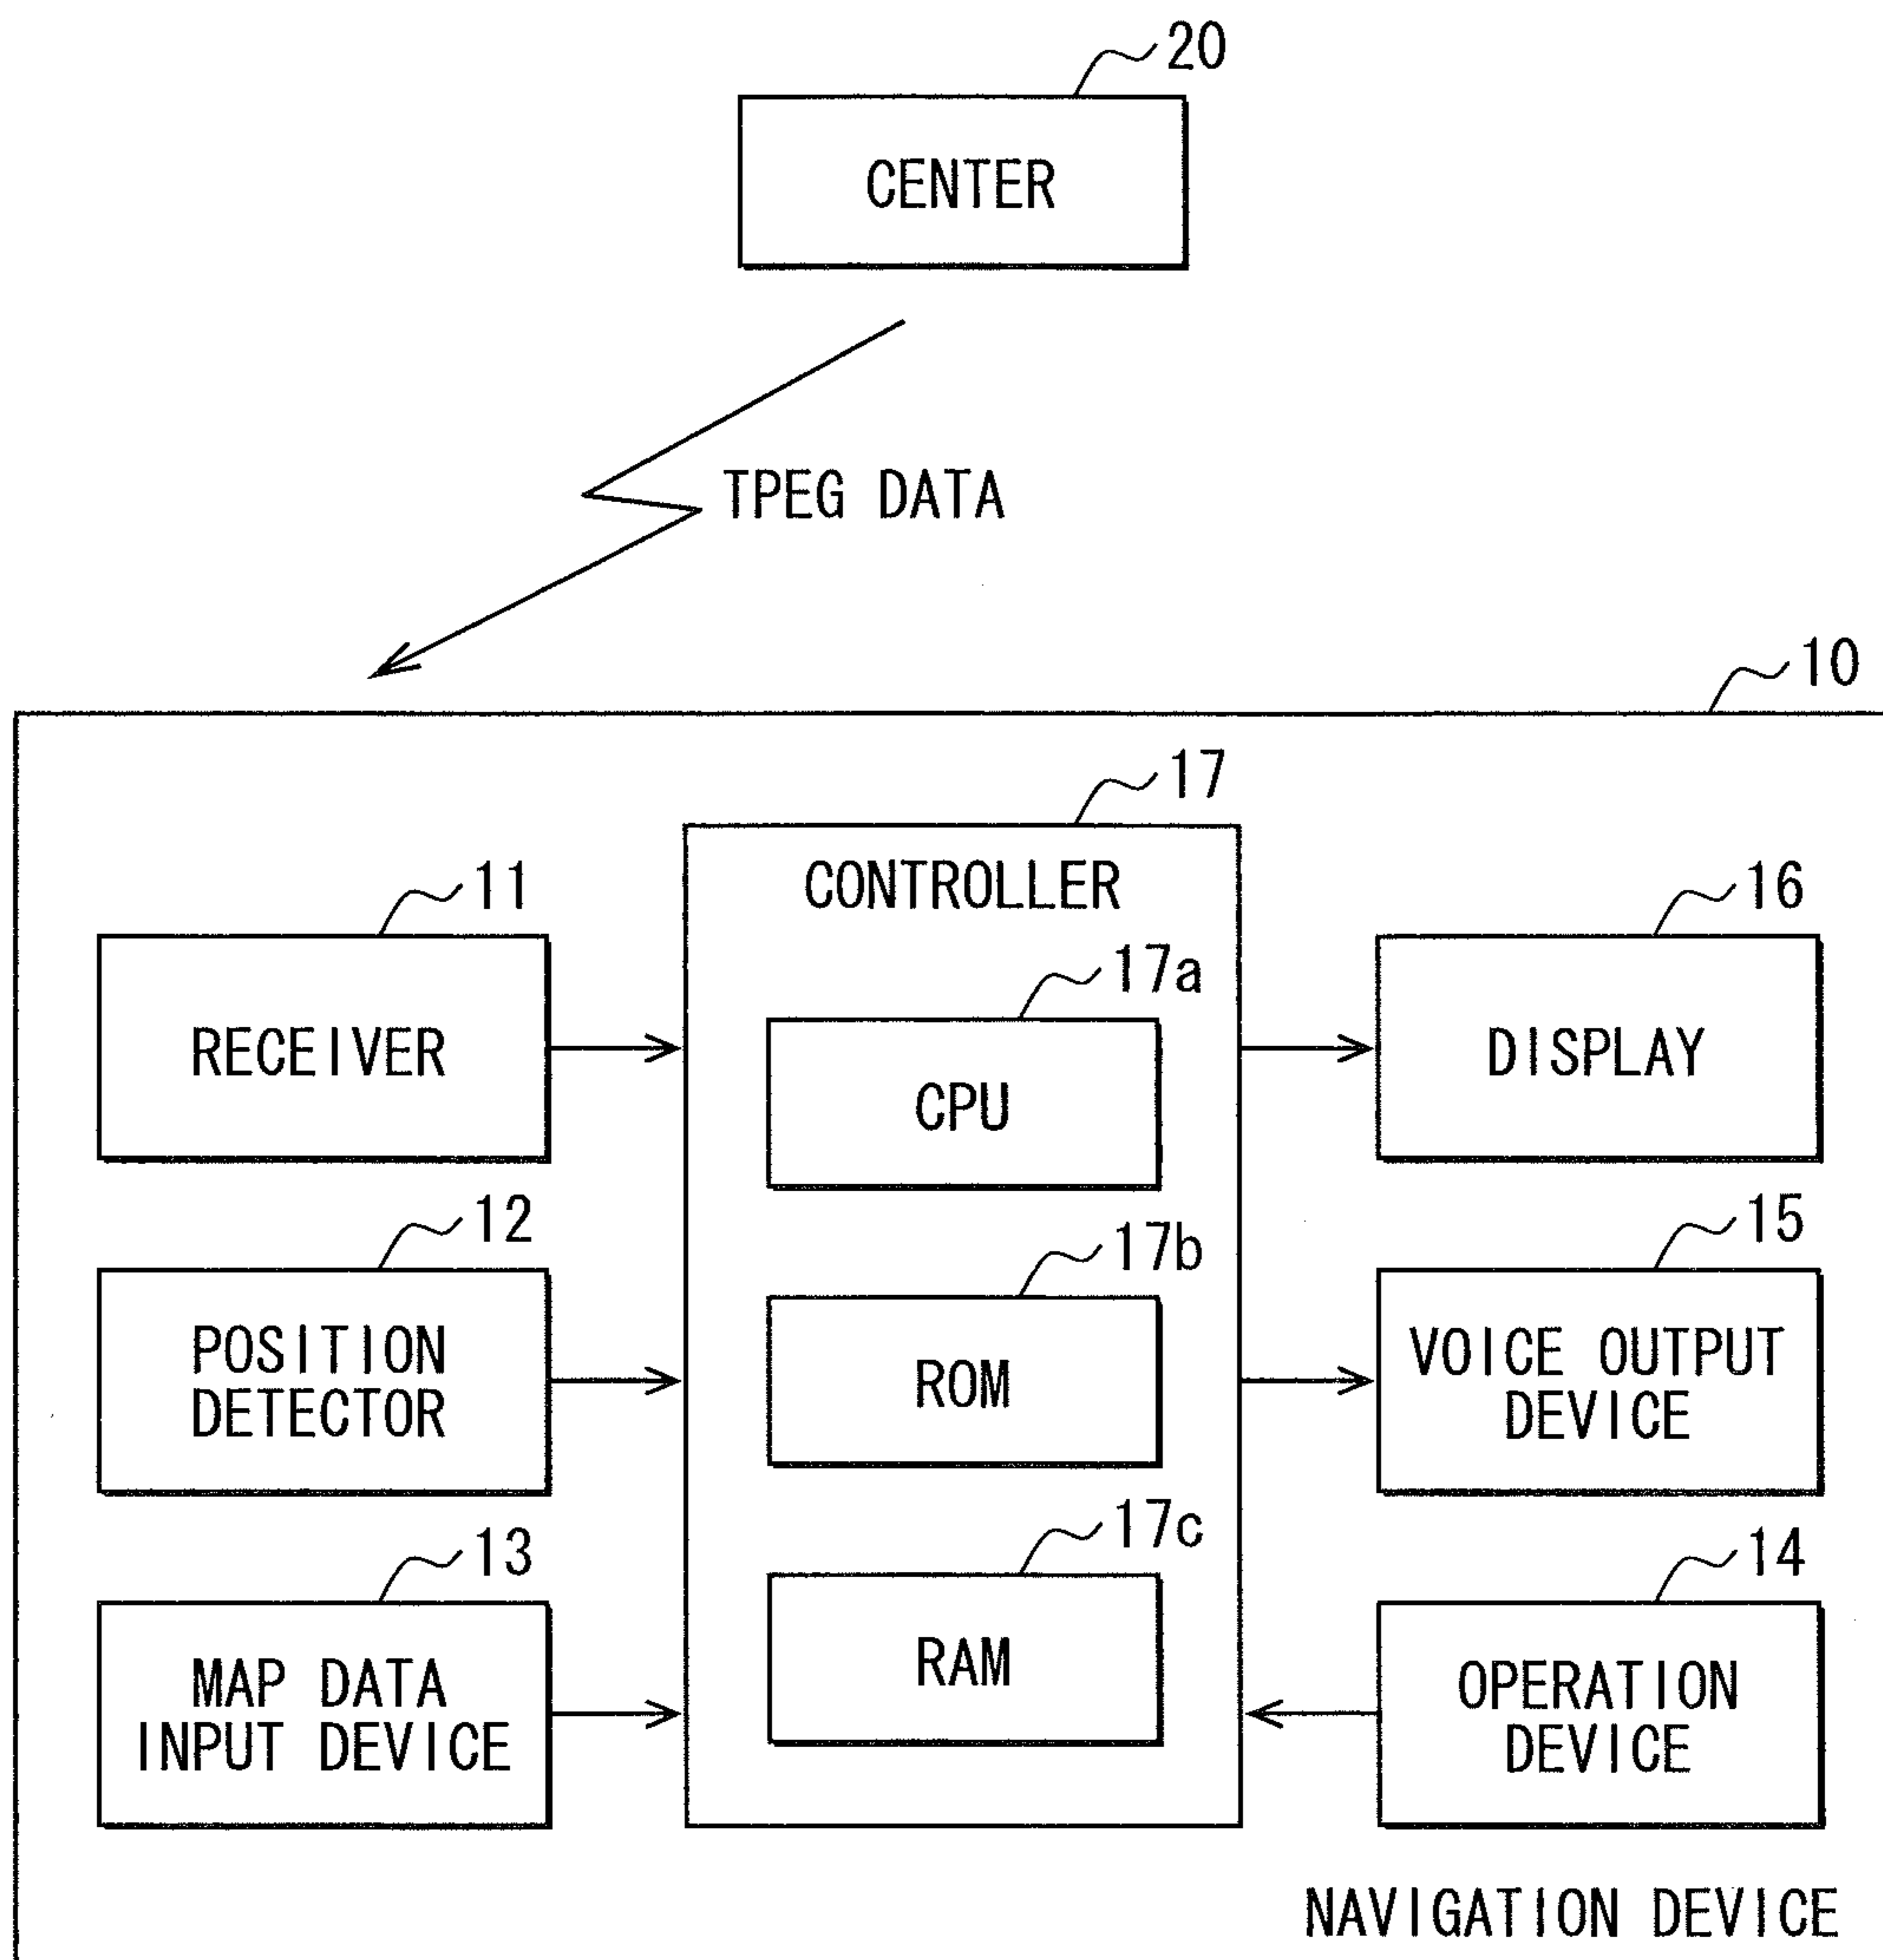 20
CENTER
TPEG DATA
10
17
CONTROLLER
11
RECEIVER
17a
CPU
16
DISPLAY
12
POSITION
DETECTOR
17b
ROM
15
VOICE OUTPUT
DEVICE
13
MAP DATA
INPUT DEVICE
17c
RAM
14
OPERATION
DEVICE
NAVIGATION DEVICE